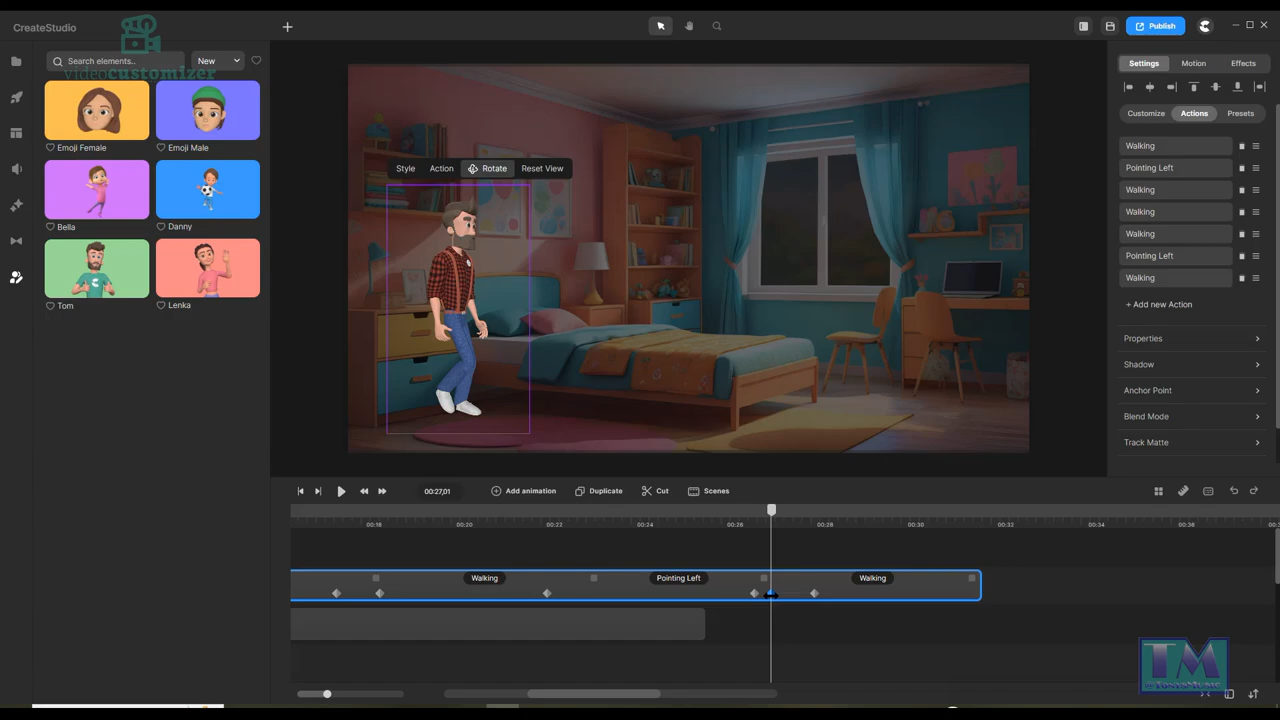 CreateStudio
Publish
Search elements..
New
videocustomizer
Settings
Motion
Effects
Customize
Actions
Presets
Emoji Female
Emoji Male
Bella
Danny
Tom
Lenka
Style
Action
Rotate
Reset View
Walking
Pointing Left
Walking
Walking
Walking
Pointing Left
Walking
+ Add new Action
Properties
Shadow
Anchor Point
Blend Mode
Track Matte
00:27,01
Add animation
Duplicate
Cut
Scenes
00:18
00:20
00:22
00:24
00:26
00:28
00:30
00:32
00:34
00:36
Walking
Pointing Left
Walking
TM